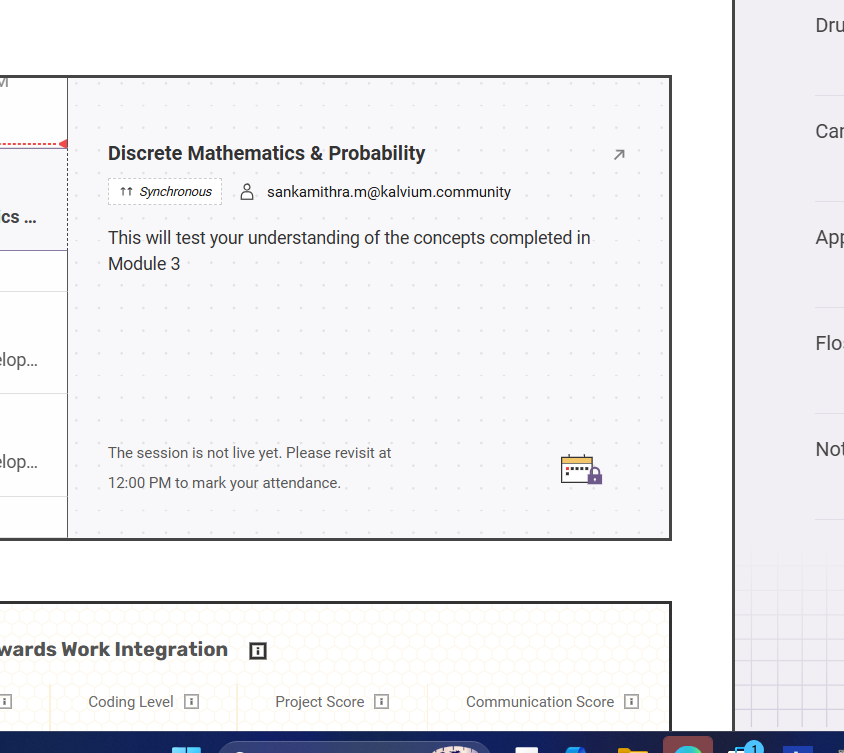 M
ics ...
elop...
elop...
Discrete Mathematics & Probability
↑↑ Synchronous sankamithra.m@kalvium.community
This will test your understanding of the concepts completed in
Module 3
The session is not live yet. Please revisit at
12:00 PM to mark your attendance.
wards Work Integration
Coding Level Project Score Communication Score
Dru
Car
App
Flos
Not
1